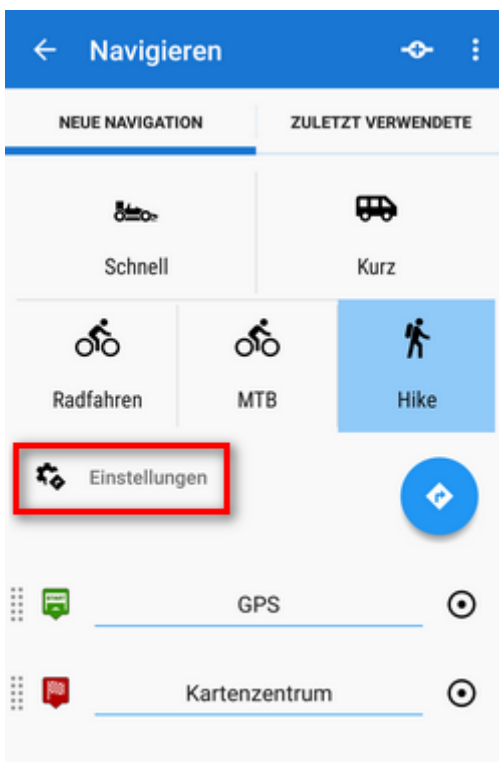 Navigieren
NEUE NAVIGATION
ZULETZT VERWENDETE
Schnell
Kurz
Radfahren
MTB
Hike
Einstellungen
GPS
Kartenzentrum